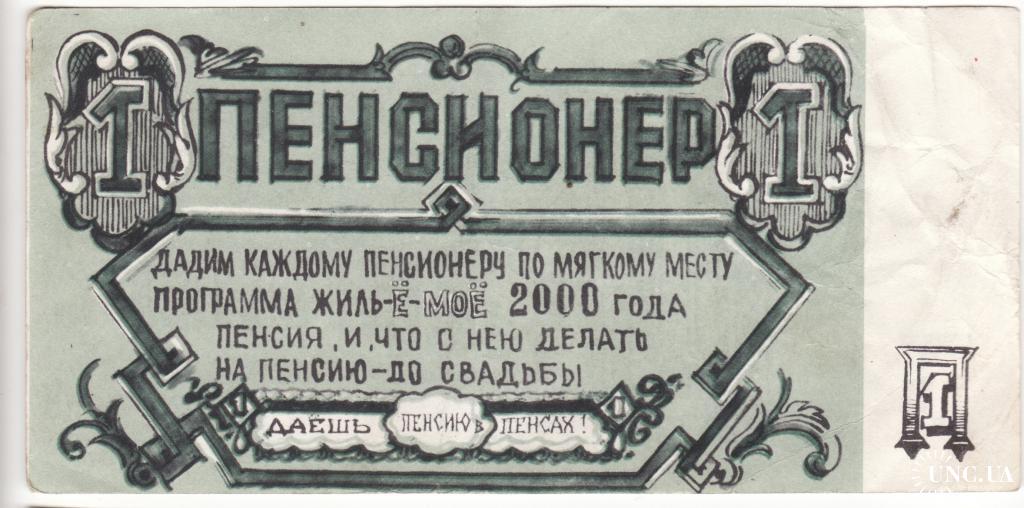 1 ПЕНСИОНЕР 1
ДАДИМ КАЖДОМУ ПЕНСИОНЕРУ ПО МЯГКОМУ МЕСТУ
ПРОГРАММА ЖИЛЬ-Ё-МОЁ 2000 ГОДА
ПЕНСИЯ, И, ЧТО С НЕЮ ДЕЛАТЬ
НА ПЕНСИЮ-ДО СВАДЬБЫ
ДАЁШЬ ПЕНСИЮ В ПЕНСАХ!
П 1
UNC.UA